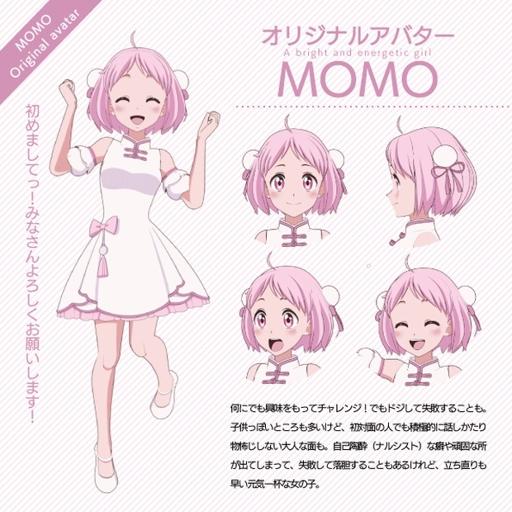 MOMO
Original avatar
オリジナルアバター
A bright and energetic girl
MOMO
初めましてっ!みなさんよろしくお願いします!
何にでも興味をもってチャレンジ!でもドジして失敗することも。
子供っぽいところも多いけど、初対面の人でも積極的に話しかたり
物怖じしない大人な面も。自己陶酔(ナルシスト)な癖や頑固な所
が出てしまって、失敗して落胆することもあるけれど、立ち直りも
早い元気一杯な女の子。